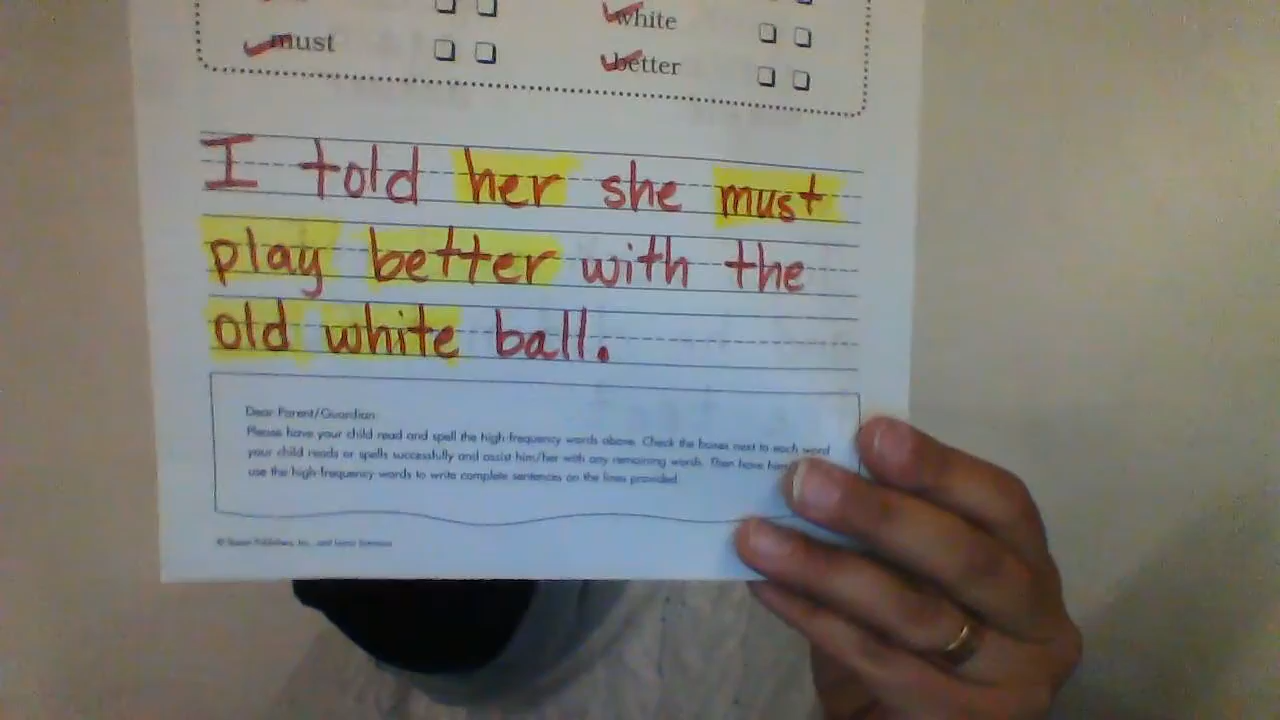 white
must
better
I told her she must
play better with the
old white ball.
Dear Parent/Guardian:
Please have your child read and spell the high-frequency words above. Check the boxes next to each word
your child reads or spells successfully and assist him/her with any remaining words. Then have him/
use the high-frequency words to write complete sentences on the lines provided.